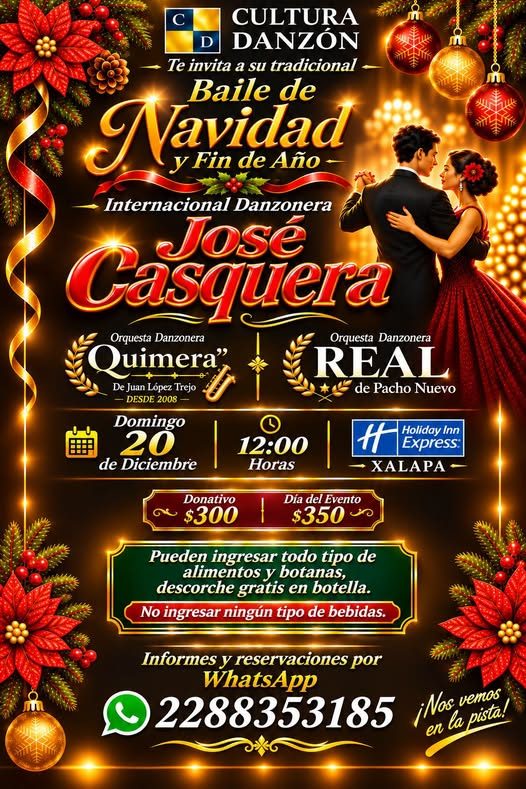 C D
CULTURA
DANZÓN
Te invita a su tradicional
Baile de
Navidad
y Fin de Año
Internacional Danzonera
José
Casquera
Orquesta Danzonera
Quimera"
De Juan López Trejo
DESDE 2008
Orquesta Danzonera
REAL
de Pacho Nuevo
Domingo
20
de Diciembre
12:00
Horas
H Holiday Inn
Express
XALAPA
Donativo
$300
Día del Evento
$350
Pueden ingresar todo tipo de
alimentos y botanas,
descorche gratis en botella.
No ingresar ningún tipo de bebidas.
Informes y reservaciones por
WhatsApp
2288353185
¡Nos vemos
en la pista!